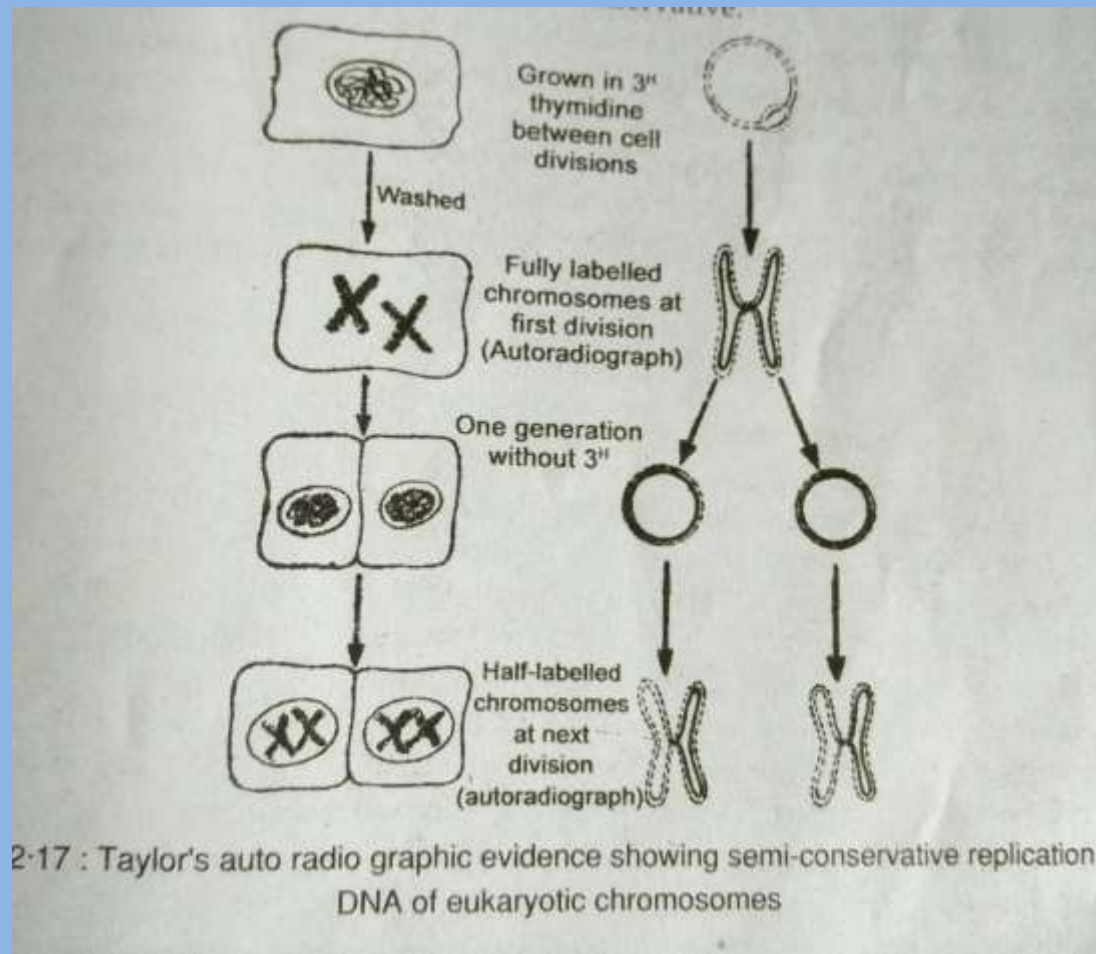 Grown in 3ᴴ
thymidine
between cell
divisions
Washed
Fully labelled
chromosomes at
first division
(Autoradiograph)
One generation
without 3ᴴ
Half-labelled
chromosomes
at next
division
(autoradiograph)
2·17 : Taylor's auto radio graphic evidence showing semi-conservative replication
DNA of eukaryotic chromosomes